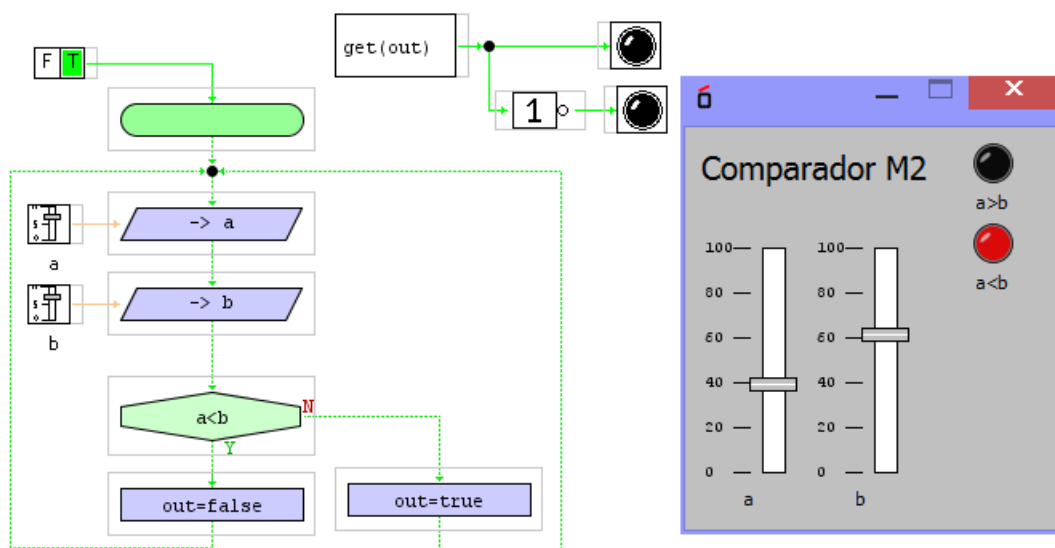 F T
get(out)
1
-> a
a
-> b
b
a<b
N
Y
out=false
out=true
Comparador M2
a>b
a<b
100
80
60
40
20
0
a
100
80
60
40
20
0
b